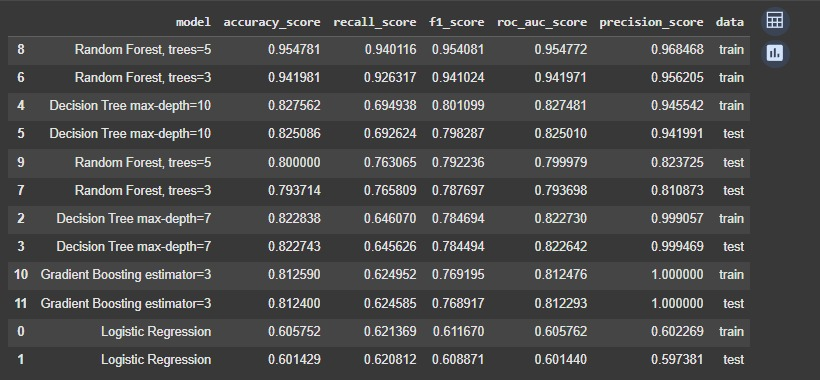 model accuracy_score recall_score f1_score roc_auc_score precision_score data
8 Random Forest, trees=5 0.954781 0.940116 0.954081 0.954772 0.968468 train
6 Random Forest, trees=3 0.941981 0.926317 0.941024 0.941971 0.956205 train
4 Decision Tree max-depth=10 0.827562 0.694938 0.801099 0.827481 0.945542 train
5 Decision Tree max-depth=10 0.825086 0.692624 0.798287 0.825010 0.941991 test
9 Random Forest, trees=5 0.800000 0.763065 0.792236 0.799979 0.823725 test
7 Random Forest, trees=3 0.793714 0.765809 0.787697 0.793698 0.810873 test
2 Decision Tree max-depth=7 0.822838 0.646070 0.784694 0.822730 0.999057 train
3 Decision Tree max-depth=7 0.822743 0.645626 0.784494 0.822642 0.999469 test
10 Gradient Boosting estimator=3 0.812590 0.624952 0.769195 0.812476 1.000000 train
11 Gradient Boosting estimator=3 0.812400 0.624585 0.768917 0.812293 1.000000 test
0 Logistic Regression 0.605752 0.621369 0.611670 0.605762 0.602269 train
1 Logistic Regression 0.601429 0.620812 0.608871 0.601440 0.597381 test